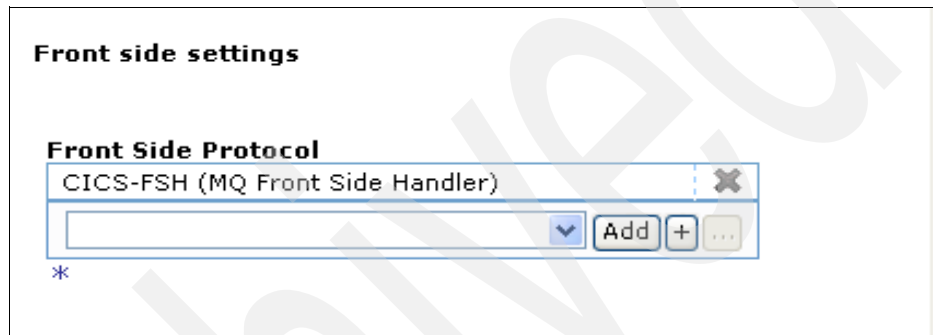 Front side settings
Front Side Protocol
CICS-FSH (MQ Front Side Handler)
Add + ...
*